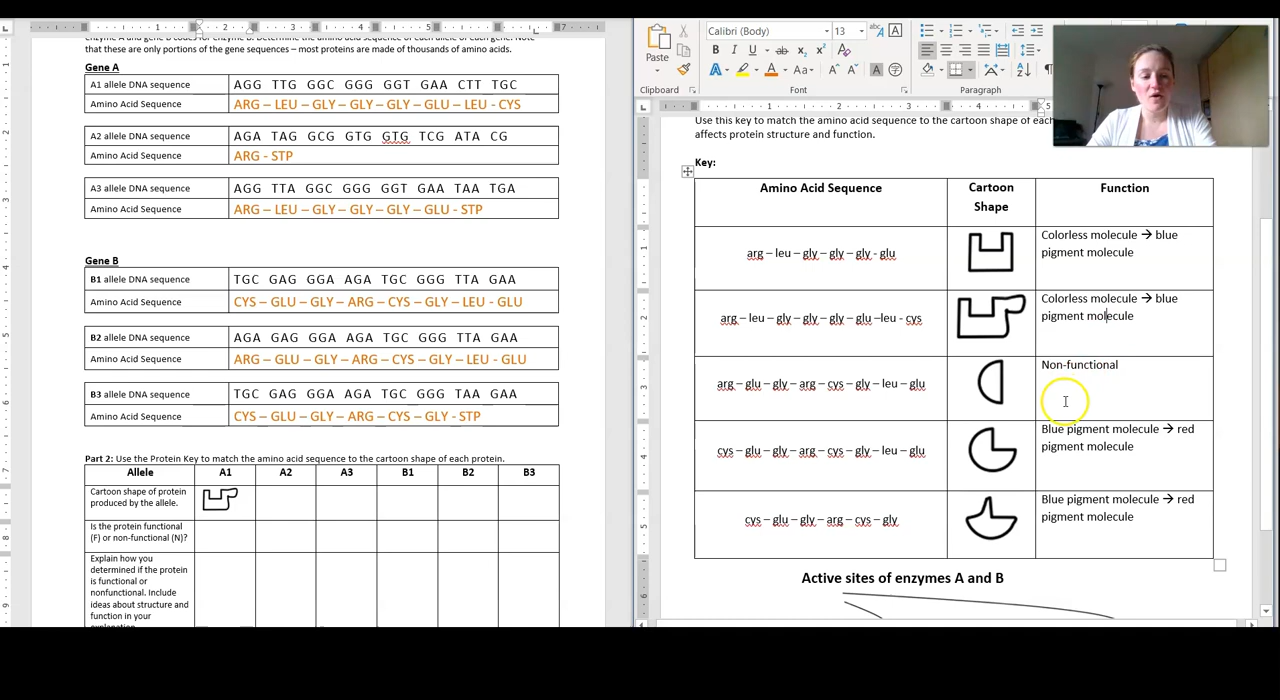 that these are only portions of the gene sequences – most proteins are made of thousands of amino acids.
Gene A
A1 allele DNA sequence AGG TTG GGC GGG GGT GAA CTT TGC
Amino Acid Sequence ARG – LEU – GLY – GLY – GLY – GLU – LEU - CYS
A2 allele DNA sequence AGA TAG GCG GTG GTG TCG ATA CG
Amino Acid Sequence ARG - STP
A3 allele DNA sequence AGG TTA GGC GGG GGT GAA TAA TGA
Amino Acid Sequence ARG – LEU – GLY – GLY – GLY – GLU - STP
Gene B
B1 allele DNA sequence TGC GAG GGA AGA TGC GGG TTA GAA
Amino Acid Sequence CYS – GLU – GLY – ARG – CYS – GLY – LEU - GLU
B2 allele DNA sequence AGA GAG GGA AGA TGC GGG TTA GAA
Amino Acid Sequence ARG – GLU – GLY – ARG – CYS – GLY – LEU - GLU
B3 allele DNA sequence TGC GAG GGA AGA TGC GGG TAA GAA
Amino Acid Sequence CYS – GLU – GLY – ARG – CYS – GLY - STP
Part 2: Use the Protein Key to match the amino acid sequence to the cartoon shape of each protein.
Allele A1 A2 A3 B1 B2 B3
Cartoon shape of protein
produced by the allele.
Is the protein functional
(F) or non-functional (N)?
Explain how you
determined if the protein
is functional or
nonfunctional. Include
ideas about structure and
function in your
explanation
Paste
Calibri (Body) 13
Clipboard Font Paragraph
Use this key to match the amino acid sequence to the cartoon shape of each
affects protein structure and function.
Key:
Amino Acid Sequence Cartoon Function
Shape
arg – leu – gly – gly – gly - glu
Colorless molecule → blue
pigment molecule
arg – leu – gly – gly – gly – glu –leu - cys
Colorless molecule → blue
pigment molecule
arg – glu – gly – arg – cys – gly – leu – glu
Non-functional
cys – glu – gly – arg – cys – gly – leu – glu
Blue pigment molecule → red
pigment molecule
cys – glu – gly – arg – cys – gly
Blue pigment molecule → red
pigment molecule
Active sites of enzymes A and B